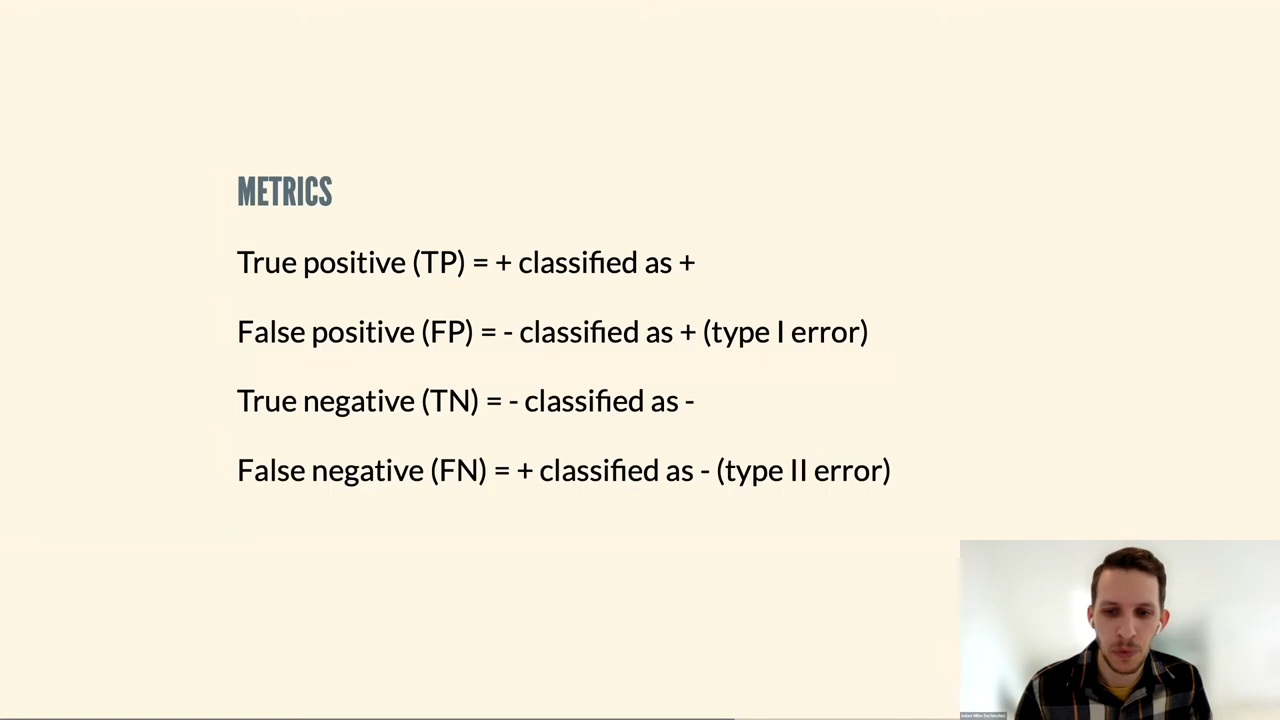 METRICS
True positive (TP) = + classified as +
False positive (FP) = - classified as + (type I error)
True negative (TN) = - classified as -
False negative (FN) = + classified as - (type II error)